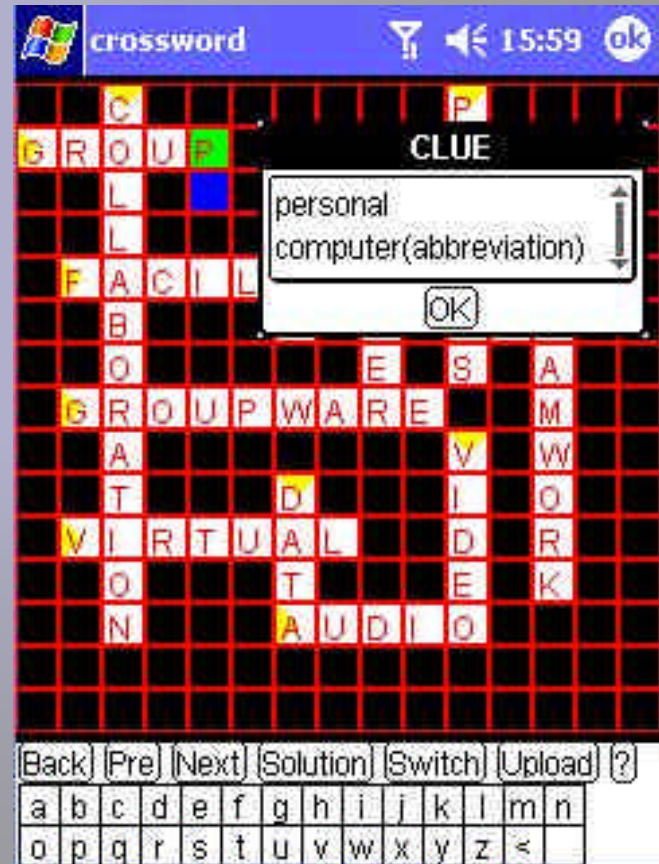 crossword 15:59 ok
C P
GROUP
CLUE
L
personal
L
computer(abbreviation)
FACIL
OK
B
O E S A
GROUPWARE M
A V W
T D I O
VIRTUAL D R
O T E K
N AUDIO
Back Pre Next Solution Switch Upload ?
a b c d e f g h i j k l m n
o p q r s t u v w x y z <